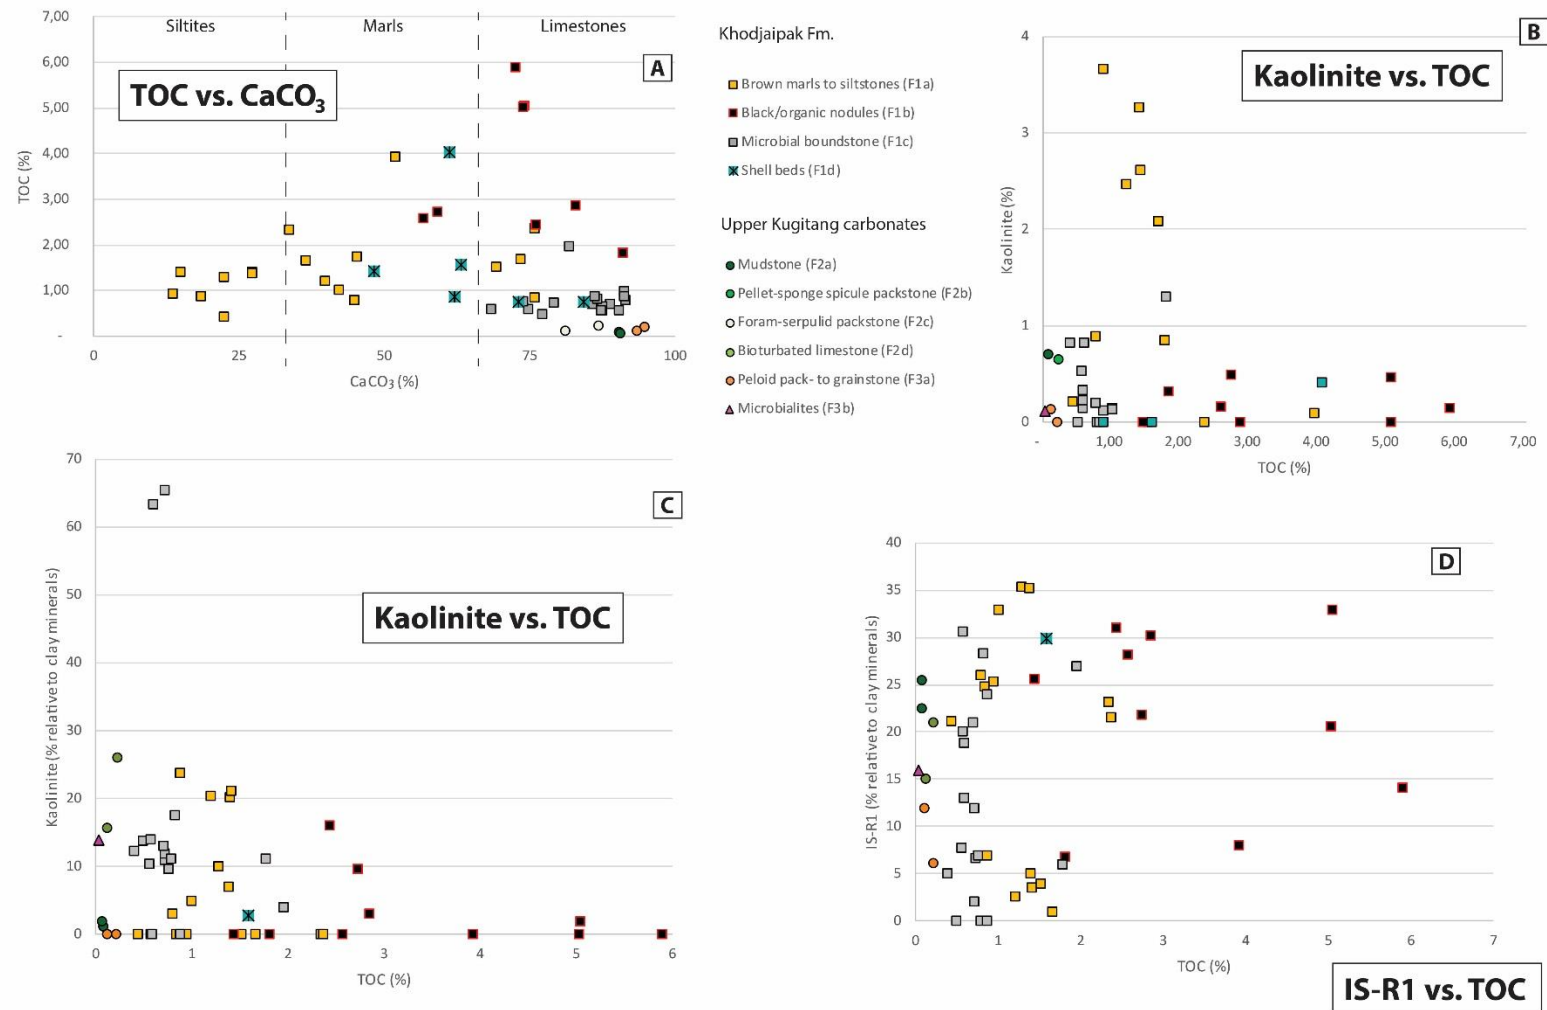 7,00
Siltites
Marls
Limestones
A
TOC vs. CaCO3
6,00
5,00
4,00
3,00
2,00
1,00
-
TOC (%)
0
25
50
75
100
CaCO3 (%)
Khodjaipak Fm.
Brown marls to siltstones (F1a)
Black/organic nodules (F1b)
Microbial boundstone (F1c)
Shell beds (F1d)
Upper Kugitang carbonates
Mudstone (F2a)
Pellet-sponge spicule packstone (F2b)
Foram-serpulid packstone (F2c)
Bioturbated limestone (F2d)
Peloid pack- to grainstone (F3a)
Microbialites (F3b)
B
Kaolinite vs. TOC
4
3
2
1
0
Kaolinite (%)
-
1,00
2,00
3,00
4,00
5,00
6,00
7,00
TOC (%)
C
Kaolinite vs. TOC
70
60
50
40
30
20
10
0
Kaolinite (% relative to clay minerals)
0
1
2
3
4
5
6
TOC (%)
D
40
35
30
25
20
15
10
5
0
IS-R1 (% relative to clay minerals)
0
1
2
3
4
5
6
7
TOC (%)
IS-R1 vs. TOC